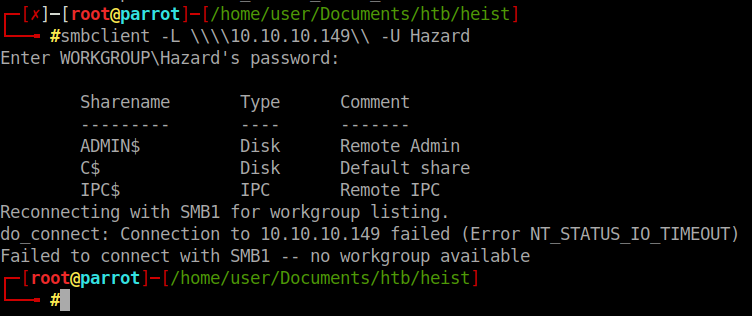 ┌─[✗]─[root@parrot]─[/home/user/Documents/htb/heist]
└──╼ #smbclient -L \\\\10.10.10.149\\ -U Hazard
Enter WORKGROUP\Hazard's password:
Sharename       Type      Comment
---------       ----      -------
ADMIN$          Disk      Remote Admin
C$              Disk      Default share
IPC$            IPC       Remote IPC
Reconnecting with SMB1 for workgroup listing.
do_connect: Connection to 10.10.10.149 failed (Error NT_STATUS_IO_TIMEOUT)
Failed to connect with SMB1 -- no workgroup available
┌─[root@parrot]─[/home/user/Documents/htb/heist]
└──╼ #